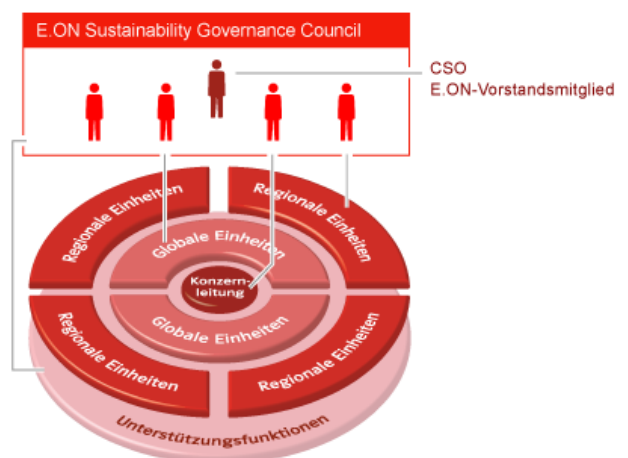 E.ON Sustainability Governance Council
CSO
E.ON-Vorstandsmitglied
Regionale Einheiten
Regionale Einheiten
Globale Einheiten
Konzern-
leitung
Globale Einheiten
Regionale Einheiten
Regionale Einheiten
Unterstützungsfunktionen